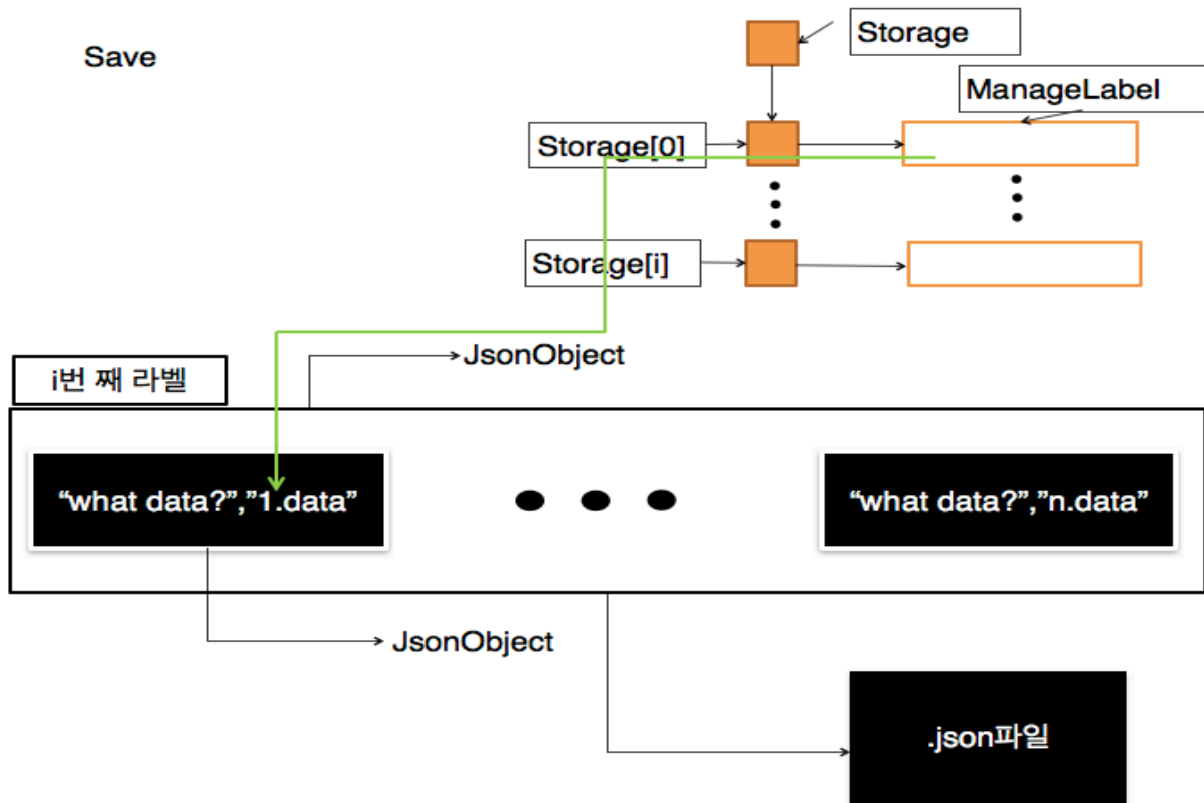 Save
Storage
ManageLabel
Storage[0]
Storage[i]
JsonObject
i번 째 라벨
“what data?”,”1.data”
“what data?”,”n.data”
JsonObject
.json파일